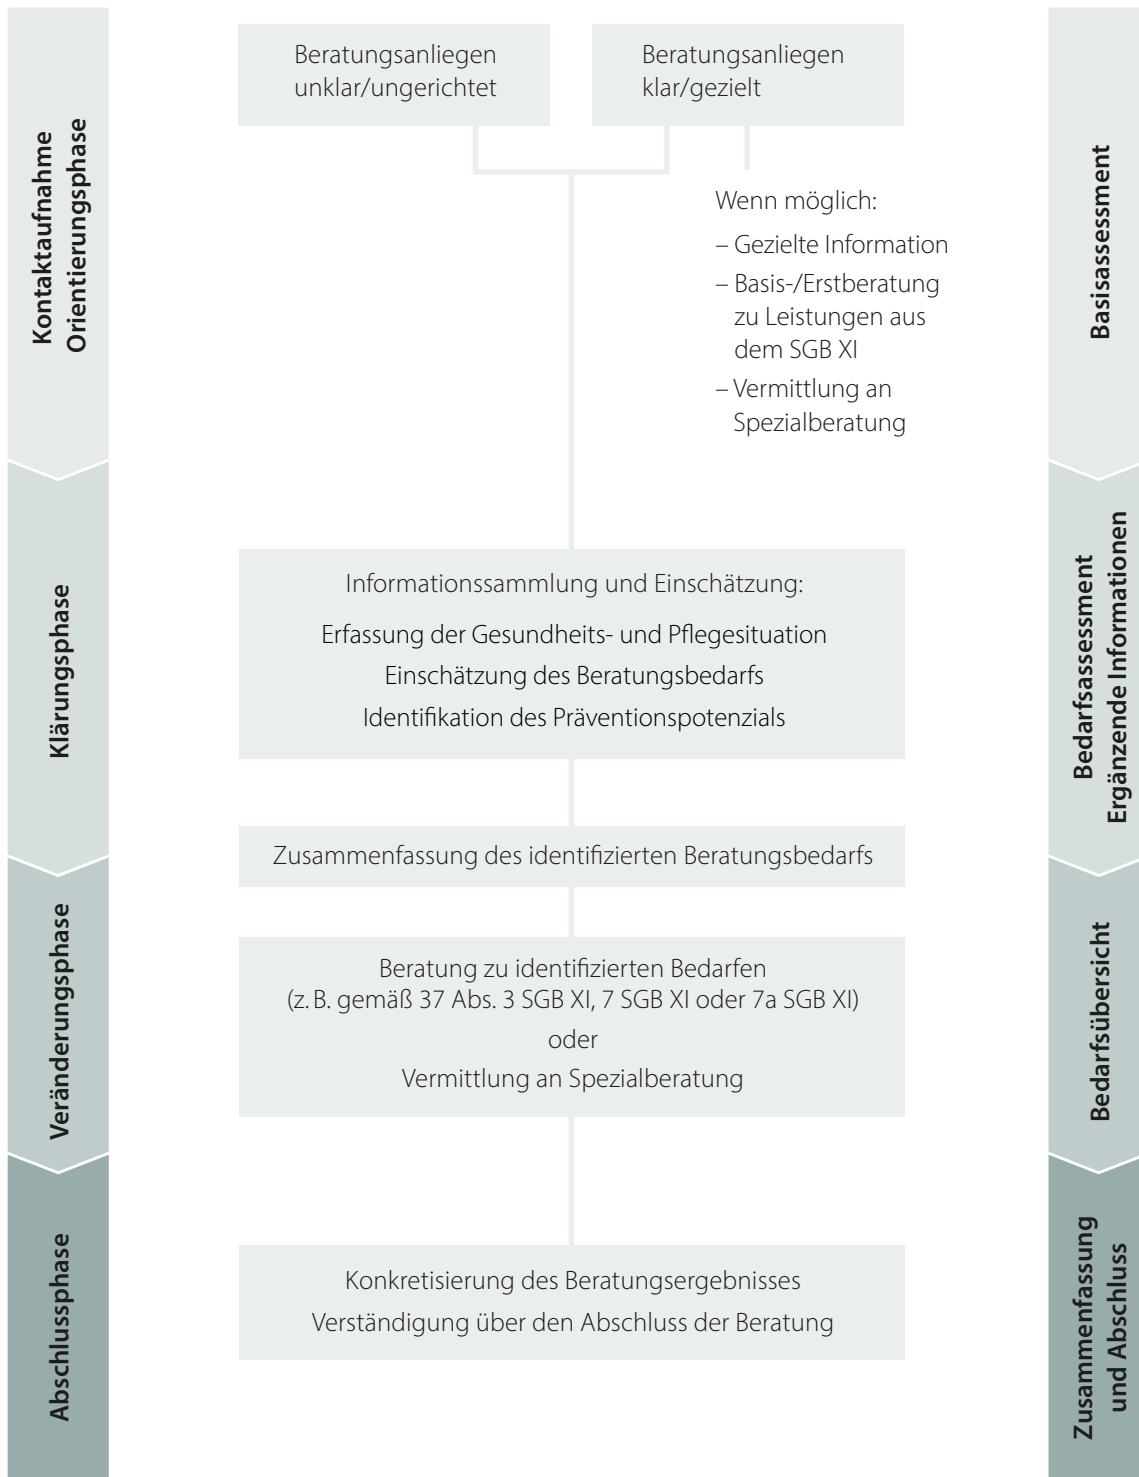 Kontaktaufnahme
Orientierungsphase
Beratungsanliegen
unklar/ungerichtet
Beratungsanliegen
klar/gezielt
Wenn möglich:
– Gezielte Information
– Basis-/Erstberatung
zu Leistungen aus
dem SGB XI
– Vermittlung an
Spezialberatung
Basisassessment
Klärungsphase
Informationssammlung und Einschätzung:
Erfassung der Gesundheits- und Pflegesituation
Einschätzung des Beratungsbedarfs
Identifikation des Präventionspotenzials
Bedarfsassessment
Ergänzende Informationen
Zusammenfassung des identifizierten Beratungsbedarfs
Veränderungsphase
Beratung zu identifizierten Bedarfen
(z. B. gemäß 37 Abs. 3 SGB XI, 7 SGB XI oder 7a SGB XI)
oder
Vermittlung an Spezialberatung
Bedarfsübersicht
Abschlussphase
Konkretisierung des Beratungsergebnisses
Verständigung über den Abschluss der Beratung
Zusammenfassung
und Abschluss